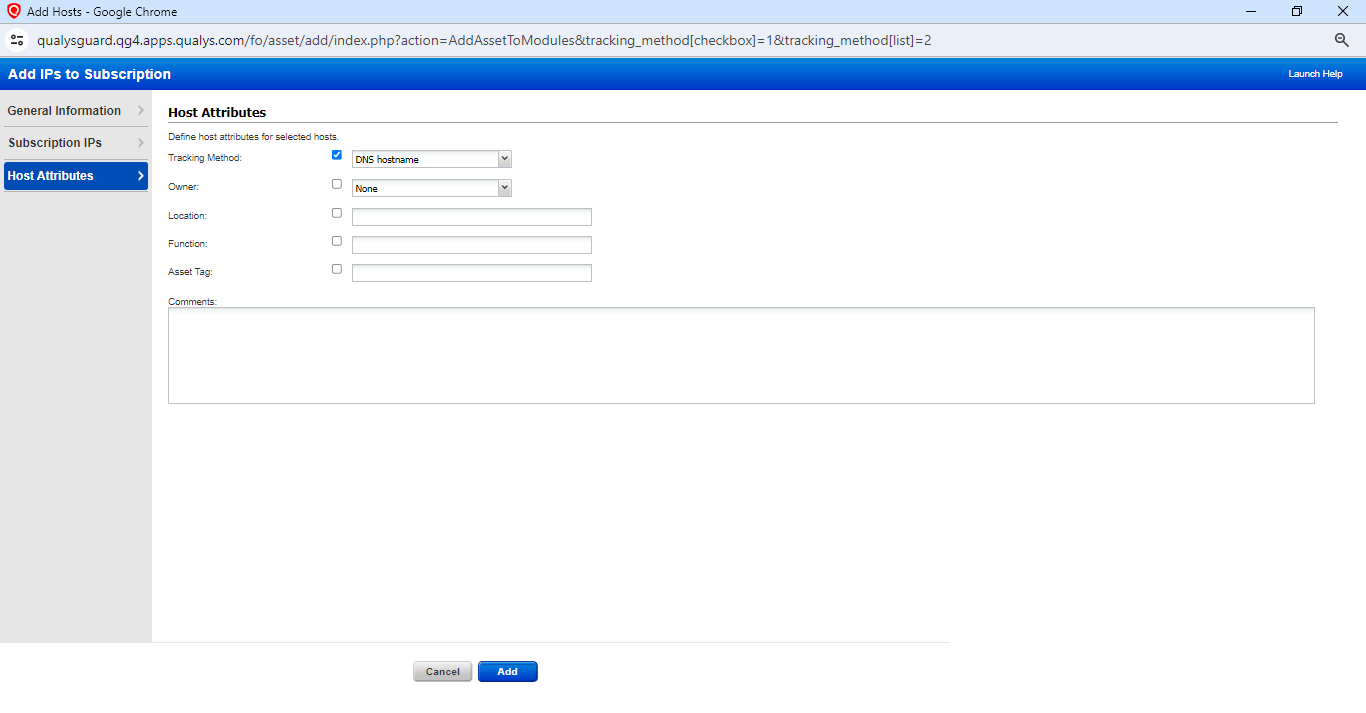 Add Hosts - Google Chrome
qualysguard.qg4.apps.qualys.com/fo/asset/add/index.php?action=AddAssetToModules&tracking_method[checkbox]=1&tracking_method[list]=2
Add IPs to Subscription
Launch Help
General Information
Subscription IPs
Host Attributes
Host Attributes
Define host attributes for selected hosts.
Tracking Method: DNS hostname
Owner: None
Location:
Function:
Asset Tag:
Comments:
Cancel Add